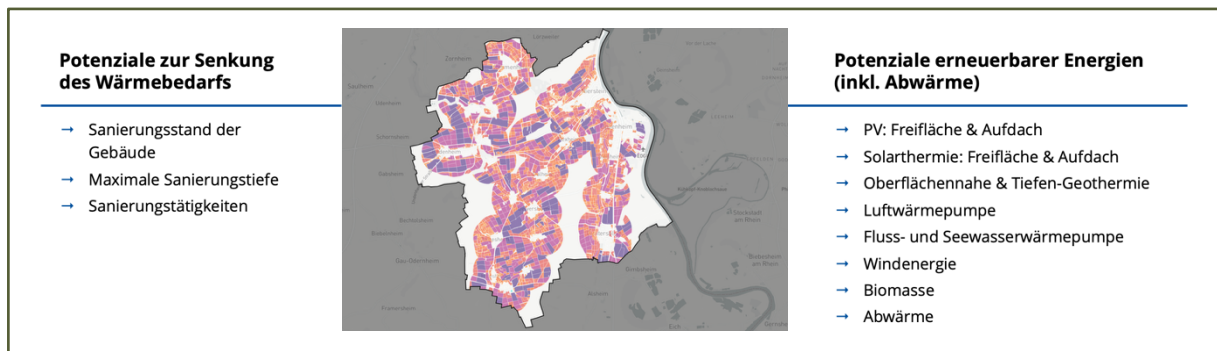 Potenziale zur Senkung
des Wärmebedarfs
→ Sanierungsstand der
Gebäude
→ Maximale Sanierungstiefe
→ Sanierungstätigkeiten
Potenziale erneuerbarer Energien
(inkl. Abwärme)
→ PV: Freifläche & Aufdach
→ Solarthermie: Freifläche & Aufdach
→ Oberflächennahe & Tiefen-Geothermie
→ Luftwärmepumpe
→ Fluss- und Seewasserwärmepumpe
→ Windenergie
→ Biomasse
→ Abwärme